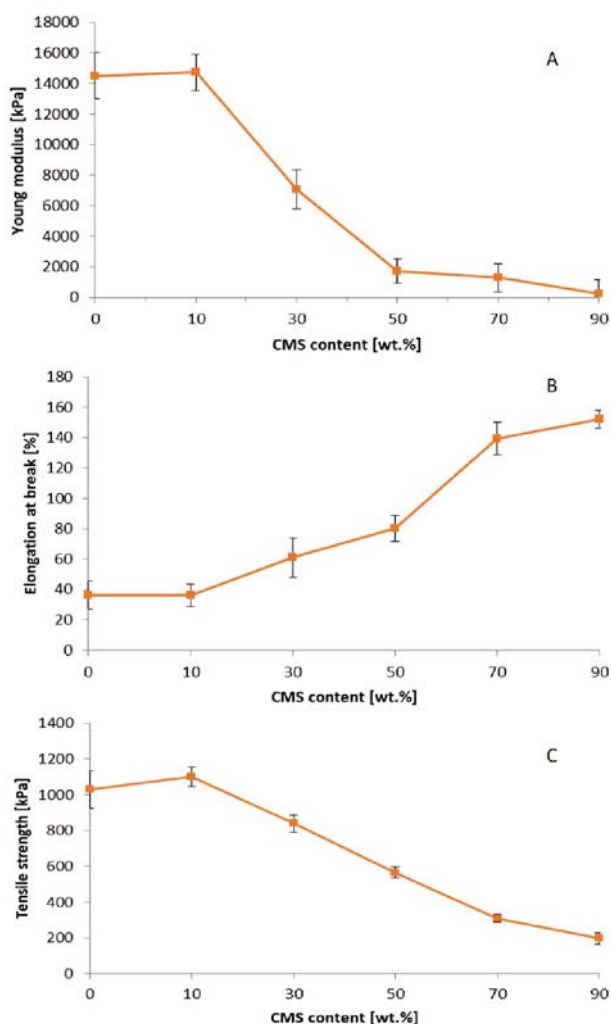 A
Young modulus [kPa]
18000
16000
14000
12000
10000
8000
6000
4000
2000
0
0 10 30 50 70 90
CMS content [wt.%]
B
Elongation at break [%]
180
160
140
120
100
80
60
40
20
0
0 10 30 50 70 90
CMS content [wt.%]
C
Tensile strength [kPa]
1400
1200
1000
800
600
400
200
0
0 10 30 50 70 90
CMS content [wt.%]